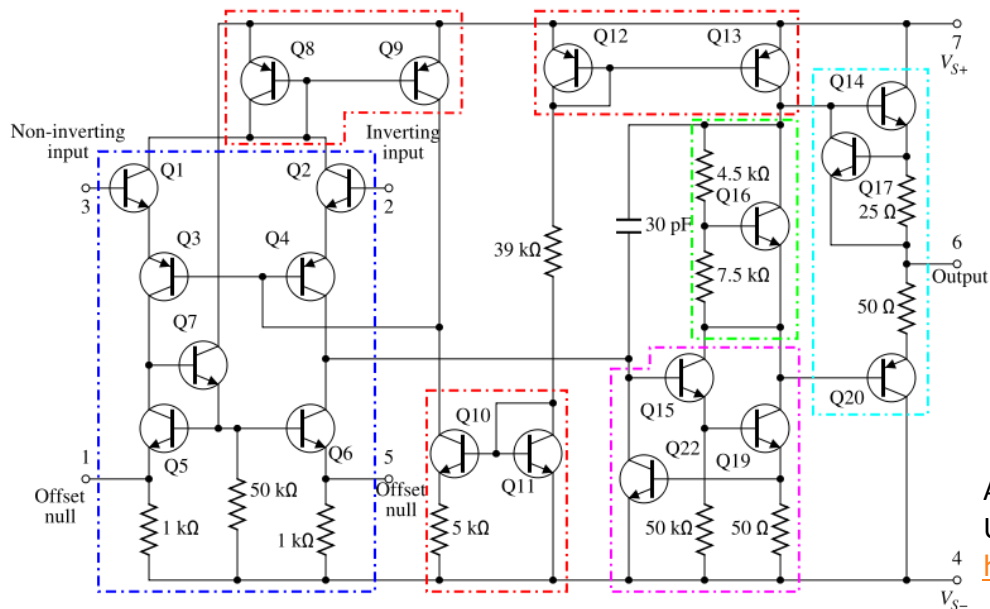 Q8
Q9
Q12
Q13
7
V_S+
Q14
Non-inverting
input
Inverting
input
Q1
Q2
3
2
4.5 kΩ
Q16
Q17
25 Ω
Q3
Q4
30 pF
39 kΩ
6
Output
7.5 kΩ
50 Ω
Q7
Q15
Q20
Q10
1
Q5
Q6
5
Q11
Q22
Q19
Offset
null
50 kΩ
Offset
null
1 kΩ
1 kΩ
5 kΩ
50 kΩ
50 Ω
4
V_S−